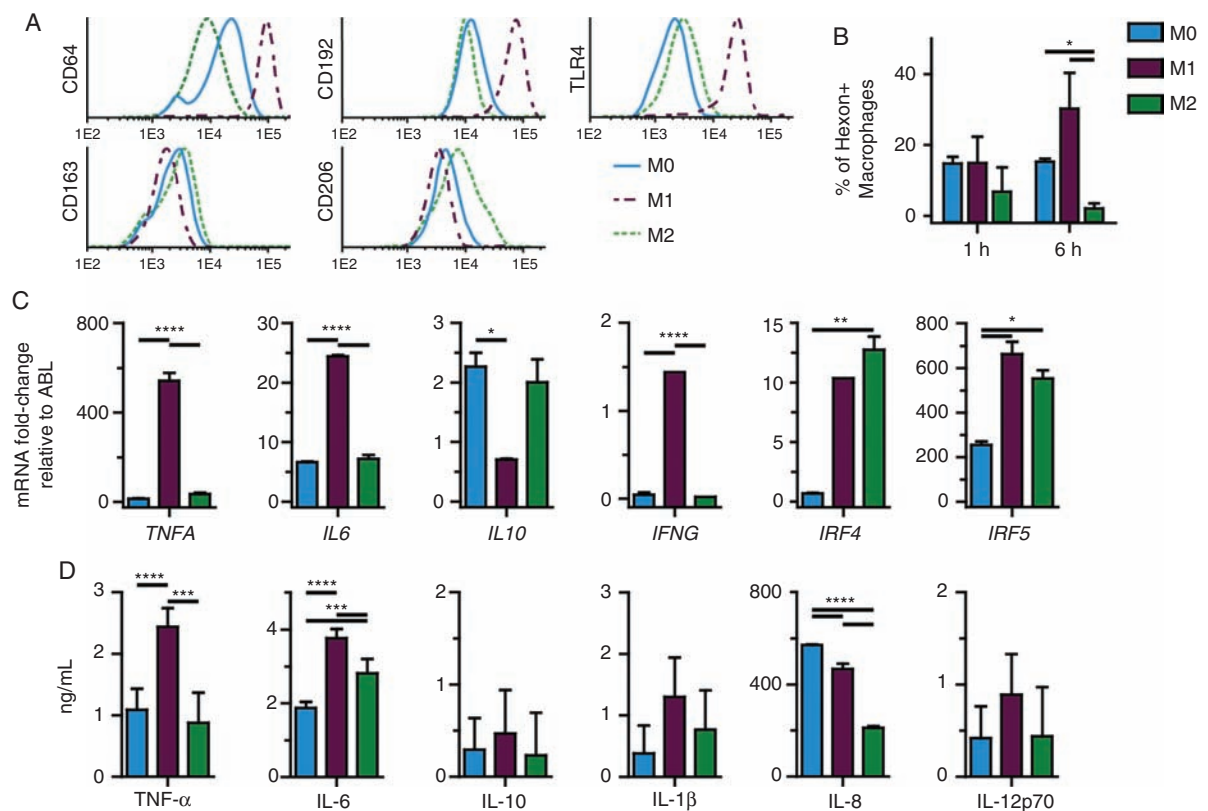 A
CD64
1E2 1E3 1E4 1E5
CD192
1E2 1E3 1E4 1E5
TLR4
1E2 1E3 1E4 1E5
CD163
1E2 1E3 1E4 1E5
CD206
1E2 1E3 1E4 1E5
M0
M1
M2
B
% of Hexon+
Macrophages
40
20
0
*
1 h 6 h
M0
M1
M2
C
mRNA fold-change
relative to ABL
800
400
0
****
TNFA
30
20
10
0
****
IL6
3
2
1
0
*
IL10
2
1
0
****
IFNG
15
10
5
0
**
IRF4
800
600
400
200
0
*
IRF5
D
ng/mL
3
2
1
0
****
***
TNF-α
4
2
0
****
***
IL-6
2
1
0
IL-10
3
2
1
0
IL-1β
800
400
0
****
IL-8
2
1
0
IL-12p70